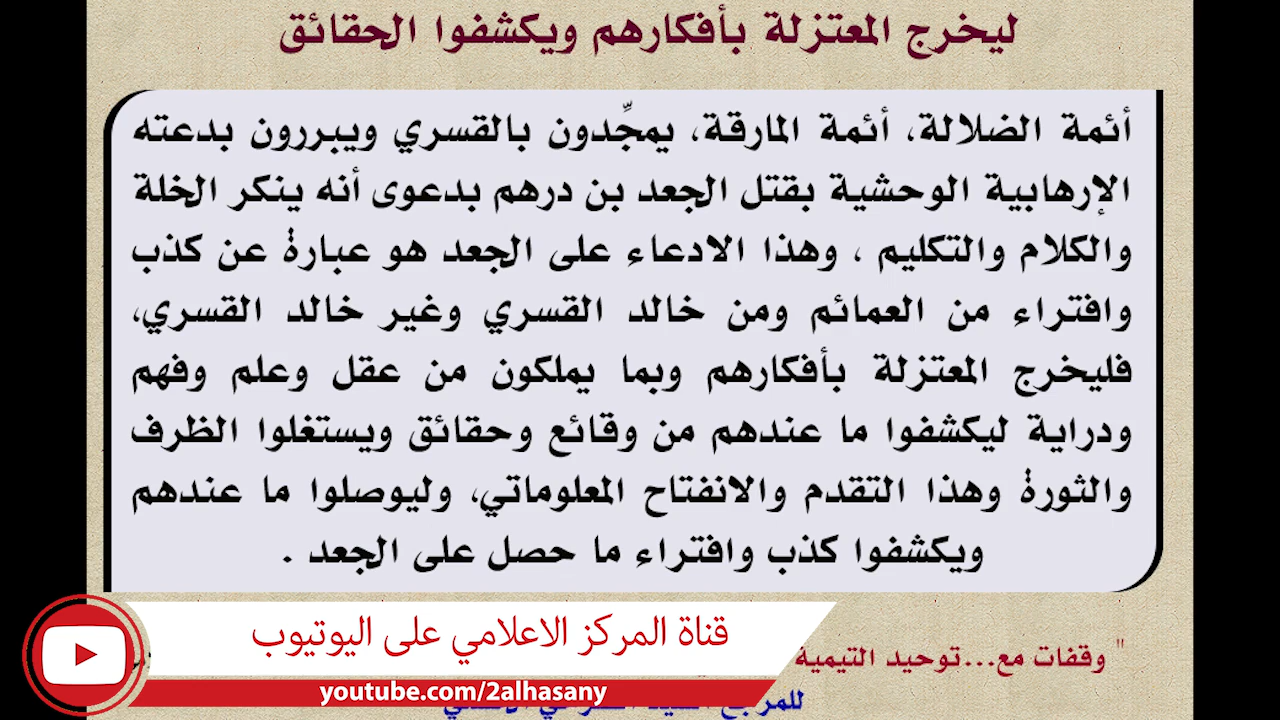 ليخرج المعتزلة بأفكارهم ويكشفوا الحقائق
أئمة الضلالة، أئمة المارقة، يمجِّدون بالقسري ويبررون بدعته
الإرهابية الوحشية بقتل الجعد بن درهم بدعوى أنه ينكر الخلة
والكلام والتكليم ، وهذا الادعاء على الجعد هو عبارة عن كذب
وافتراء من العمائم ومن خالد القسري وغير خالد القسري،
فليخرج المعتزلة بأفكارهم وبما يملكون من عقل وعلم وفهم
ودراية ليكشفوا ما عندهم من وقائع وحقائق ويستغلوا الظرف
والثورة وهذا التقدم والانفتاح المعلوماتي، وليوصلوا ما عندهم
ويكشفوا كذب وافتراء ما حصل على الجعد .
قناة المركز الاعلامي على اليوتيوب
" وقفات مع...توحيد التيمية
youtube.com/2alhasany
للمرجع السيد